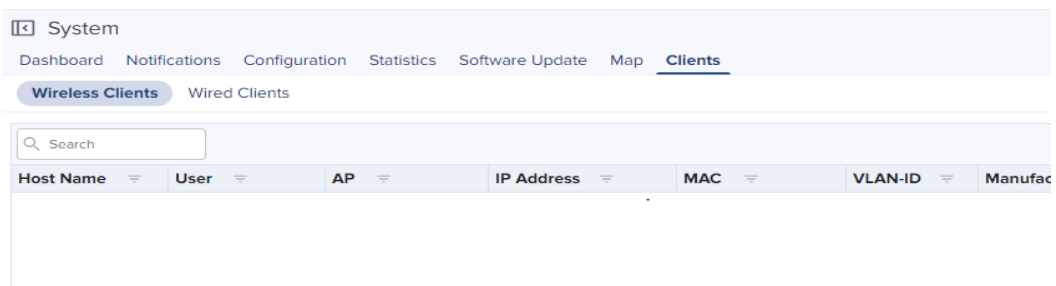 System
Dashboard Notifications Configuration Statistics Software Update Map Clients
Wireless Clients Wired Clients
Search
Host Name User AP IP Address MAC VLAN-ID Manufac